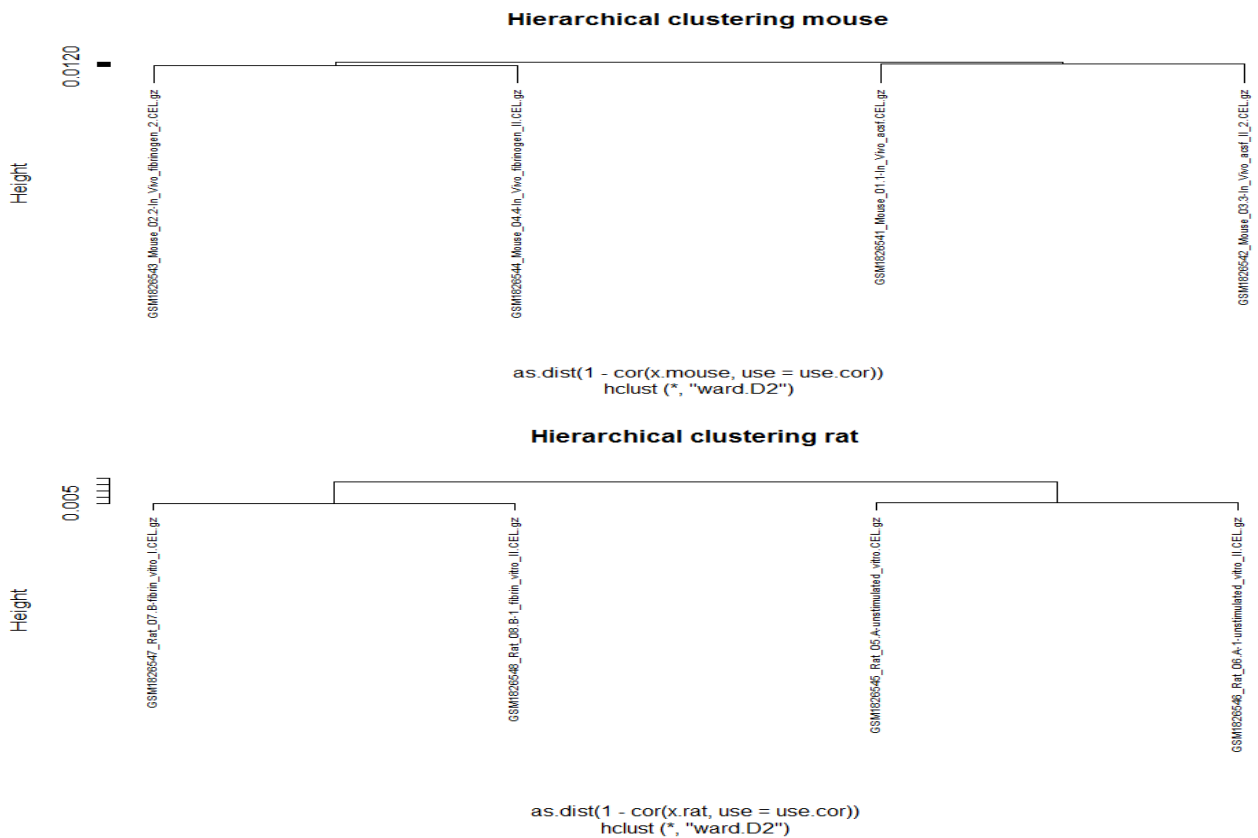 Hierarchical clustering mouse
0.0120
Height
GSM1826543_Mouse_02.2-In_Vivo_fibrinogen_2.CEL.gz
GSM1826544_Mouse_04.4-In_Vivo_fibrinogen_II.CEL.gz
GSM1826541_Mouse_01.1-In_Vivo_acsf.CEL.gz
GSM1826542_Mouse_03.3-In_Vivo_acsf_II_2.CEL.gz
as.dist(1 - cor(x.mouse, use = use.cor))
hclust (*, "ward.D2")
Hierarchical clustering rat
0.005
Height
GSM1826547_Rat_07.B-fibrin_vitro_I.CEL.gz
GSM1826548_Rat_08.B-1_fibrin_vitro_II.CEL.gz
GSM1826545_Rat_05.A-unstimulated_vitro.CEL.gz
GSM1826546_Rat_06.A-1-unstimulated_vitro_II.CEL.gz
as.dist(1 - cor(x.rat, use = use.cor))
hclust (*, "ward.D2")